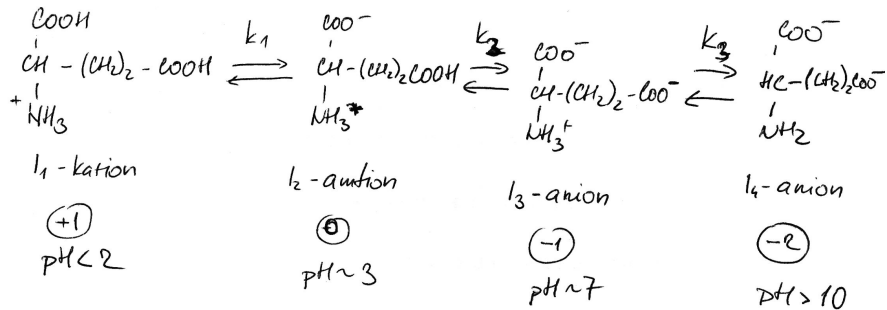 COOH
CH - (CH2)2 - COOH
+
NH3
k1
COO⁻
CH-(CH2)2COOH
NH3⁺
k2
COO⁻
CH-(CH2)2-COO⁻
NH3⁺
k3
COO⁻
HC-(CH2)2COO⁻
NH2
I1-kation
I2-amfion
I3-anion
I4-anion
+1
0
-1
-2
pH<2
pH~3
pH~7
pH>10